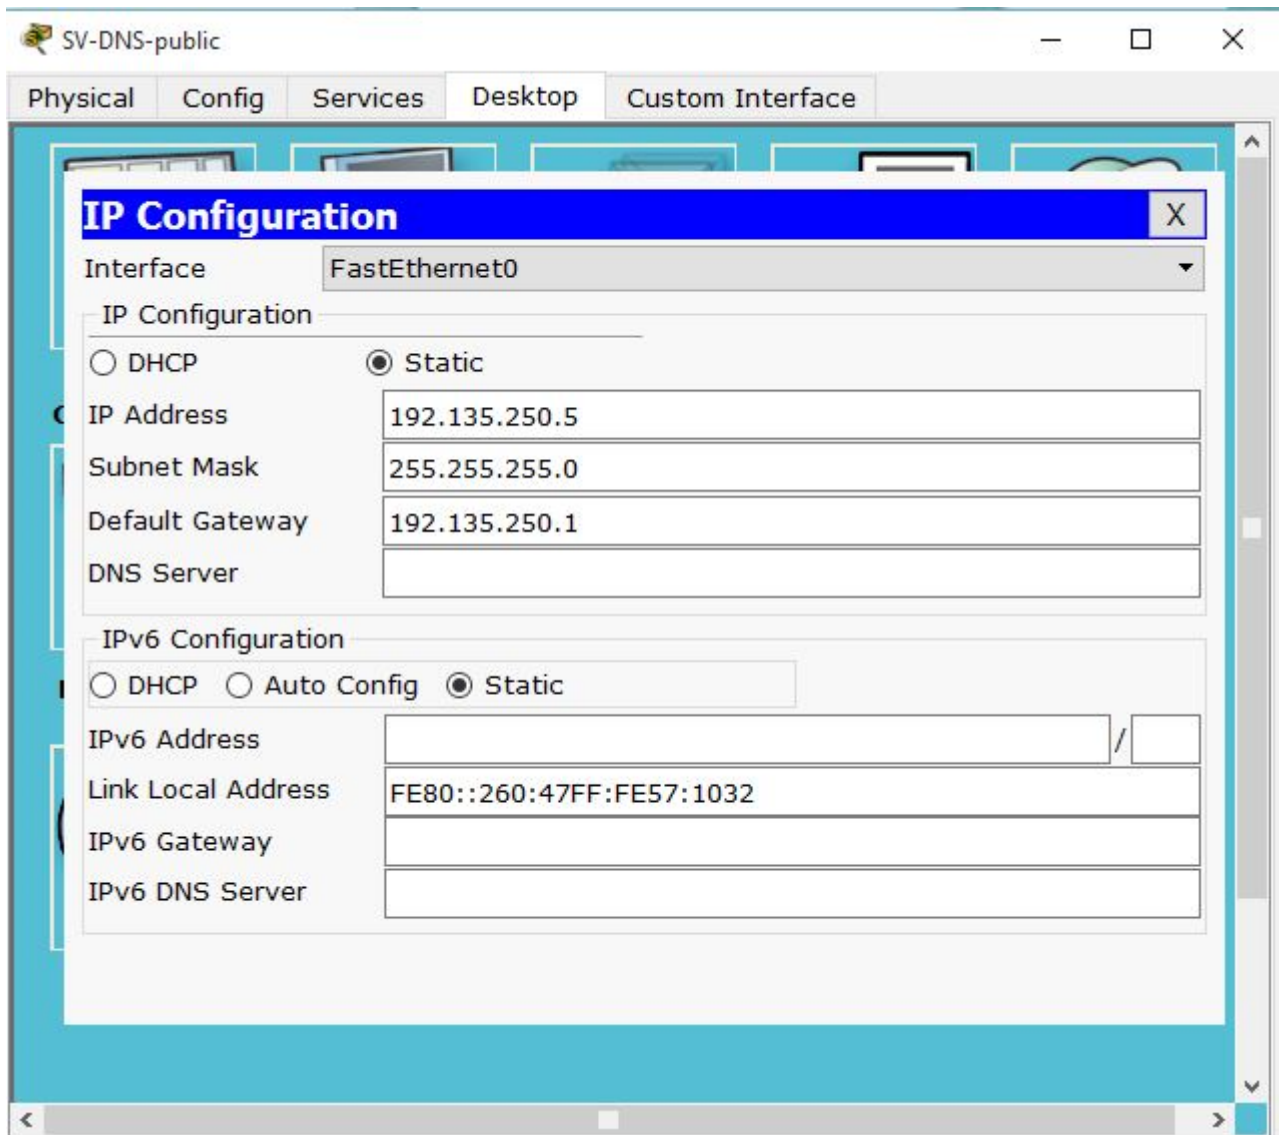 SV-DNS-public
Physical Config Services Desktop Custom Interface
IP Configuration X
Interface FastEthernet0
IP Configuration
DHCP Static
IP Address 192.135.250.5
Subnet Mask 255.255.255.0
Default Gateway 192.135.250.1
DNS Server
IPv6 Configuration
DHCP Auto Config Static
IPv6 Address /
Link Local Address FE80::260:47FF:FE57:1032
IPv6 Gateway
IPv6 DNS Server